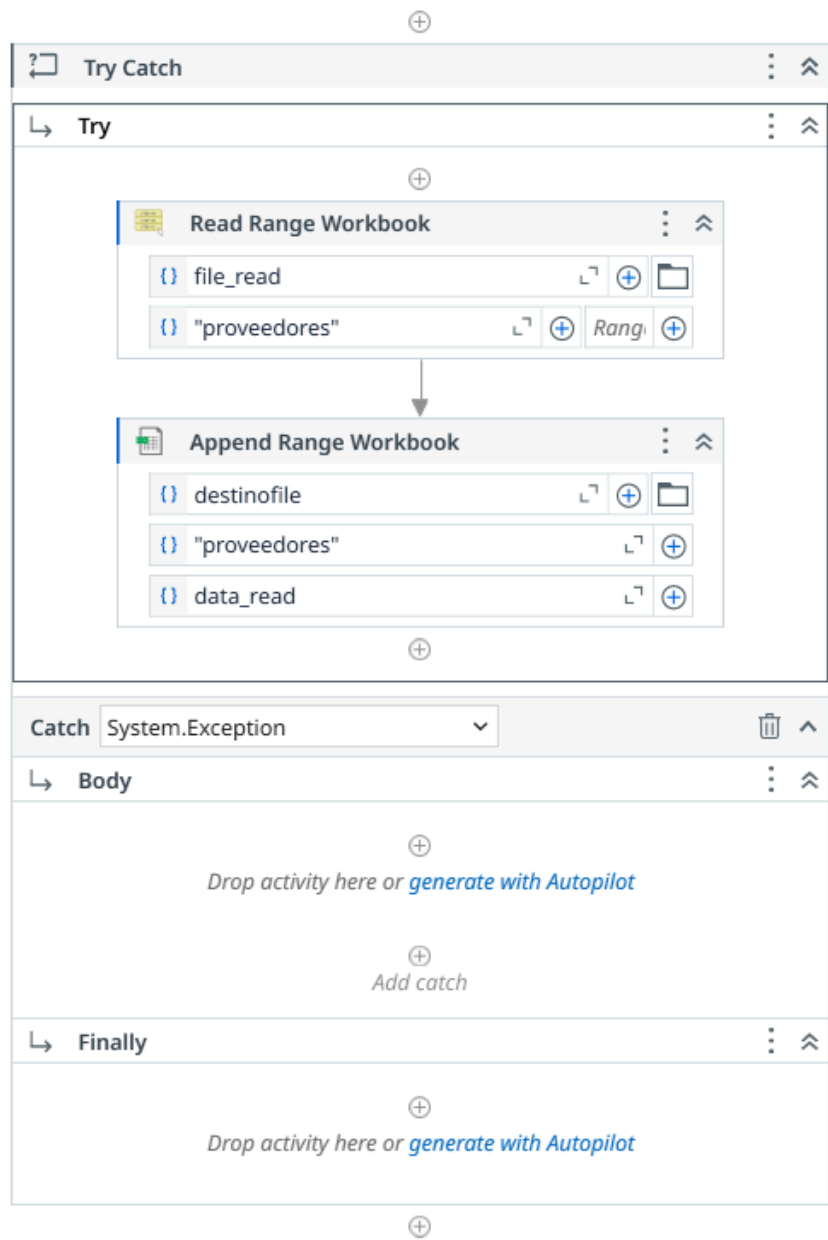 Try Catch
Try
Read Range Workbook
{} file_read
{} "proveedores" Rang
Append Range Workbook
{} destinofile
{} "proveedores"
{} data_read
Catch System.Exception
Body
Drop activity here or generate with Autopilot
Add catch
Finally
Drop activity here or generate with Autopilot